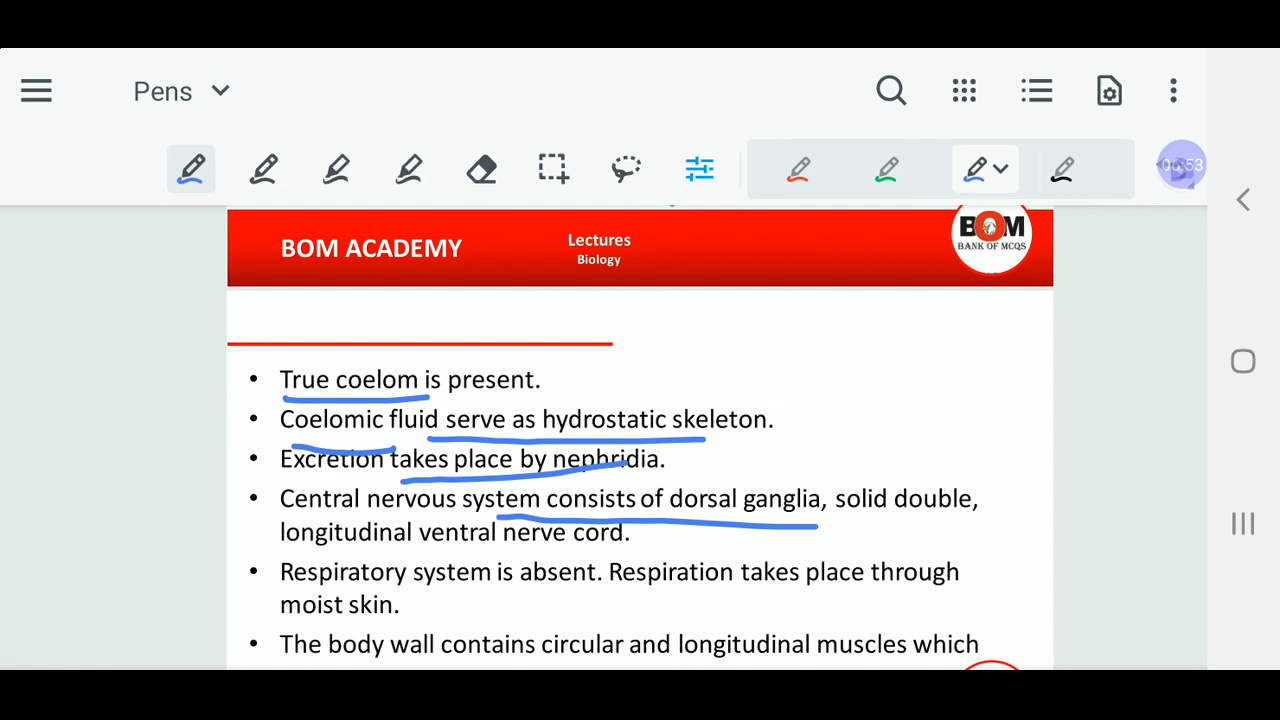 Pens
06:53
BOM ACADEMY
Lectures
Biology
BOM
BANK OF MCQS
• True coelom is present.
• Coelomic fluid serve as hydrostatic skeleton.
• Excretion takes place by nephridia.
• Central nervous system consists of dorsal ganglia, solid double,
longitudinal ventral nerve cord.
• Respiratory system is absent. Respiration takes place through
moist skin.
• The body wall contains circular and longitudinal muscles which